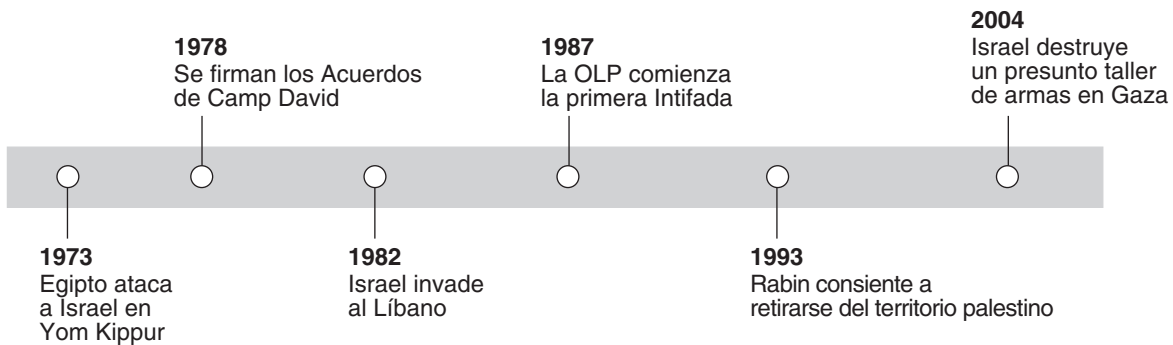 1973
Egipto ataca
a Israel en
Yom Kippur
1978
Se firman los Acuerdos
de Camp David
1982
Israel invade
al Líbano
1987
La OLP comienza
la primera Intifada
1993
Rabin consiente a
retirarse del territorio palestino
2004
Israel destruye
un presunto taller
de armas en Gaza